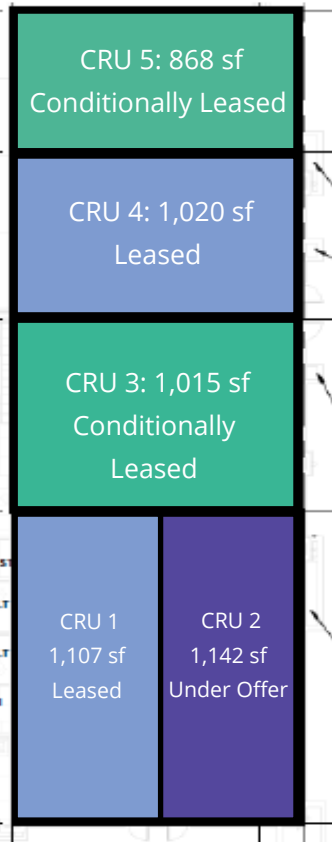 CRU 5: 868 sf
Conditionally Leased
CRU 4: 1,020 sf
Leased
CRU 3: 1,015 sf
Conditionally
Leased
CRU 1
1,107 sf
Leased
CRU 2
1,142 sf
Under Offer